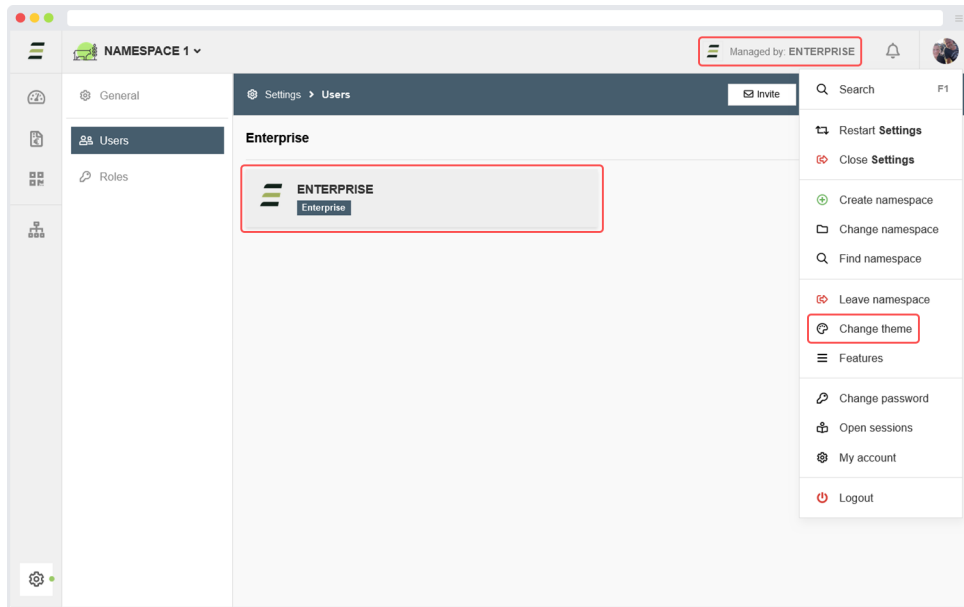 NAMESPACE 1
Managed by: ENTERPRISE
General
Users
Roles
Settings > Users
Invite
Enterprise
ENTERPRISE
Enterprise
Search F1
Restart Settings
Close Settings
Create namespace
Change namespace
Find namespace
Leave namespace
Change theme
Features
Change password
Open sessions
My account
Logout